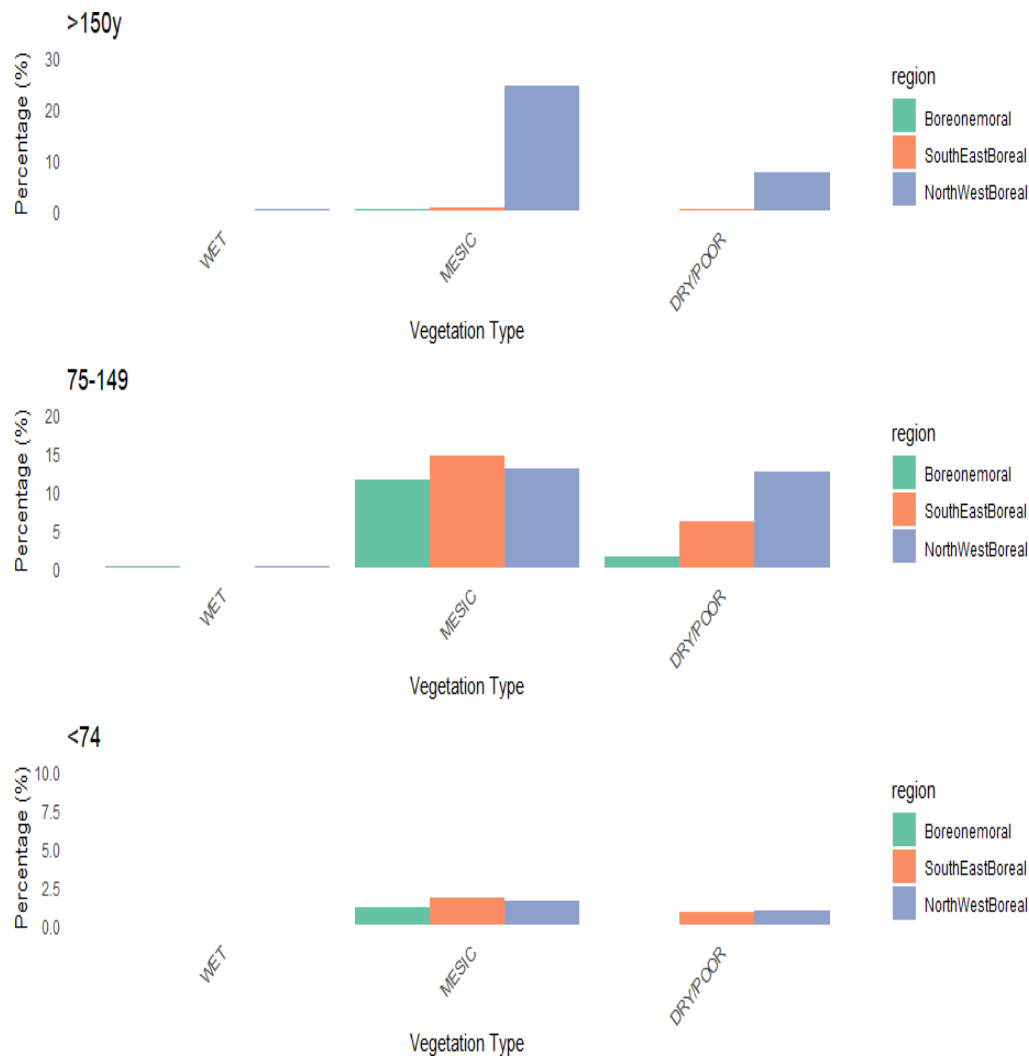 >150y
Percentage (%)
30
20
10
0
WET
MESIC
DRY/POOR
Vegetation Type
region
Boreonemoral
SouthEastBoreal
NorthWestBoreal
75-149
Percentage (%)
20
15
10
5
0
WET
MESIC
DRY/POOR
Vegetation Type
region
Boreonemoral
SouthEastBoreal
NorthWestBoreal
<74
Percentage (%)
10.0
7.5
5.0
2.5
0.0
WET
MESIC
DRY/POOR
Vegetation Type
region
Boreonemoral
SouthEastBoreal
NorthWestBoreal